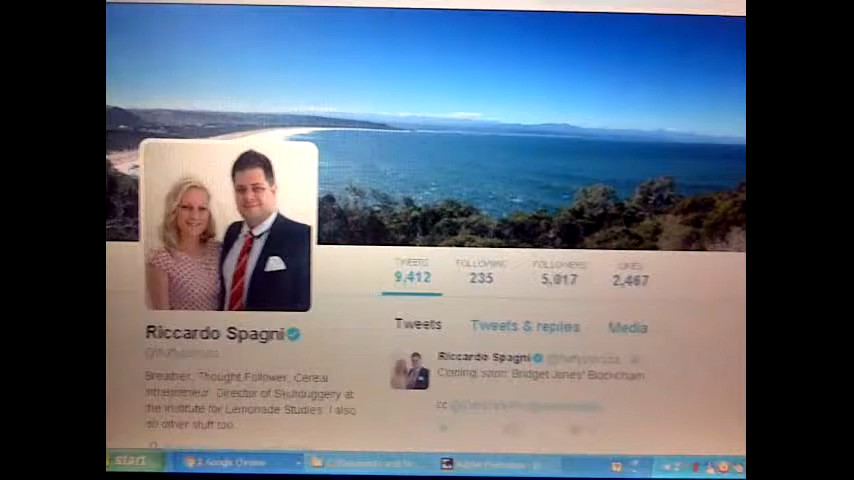 TWEETS FOLLOWING FOLLOWERS LIKES
9,412 235 5,017 2,467
Tweets Tweets & replies Media
Riccardo Spagni
Riccardo Spagni
Coming soon: Bridget Jones' Blockchain
cc
Breather, Thought Follower, Cereal
Intrepreneur. Director of Skulduggery at
the Institute for Lemonade Studies. I also
do other stuff too.
start
2 Google Chrome